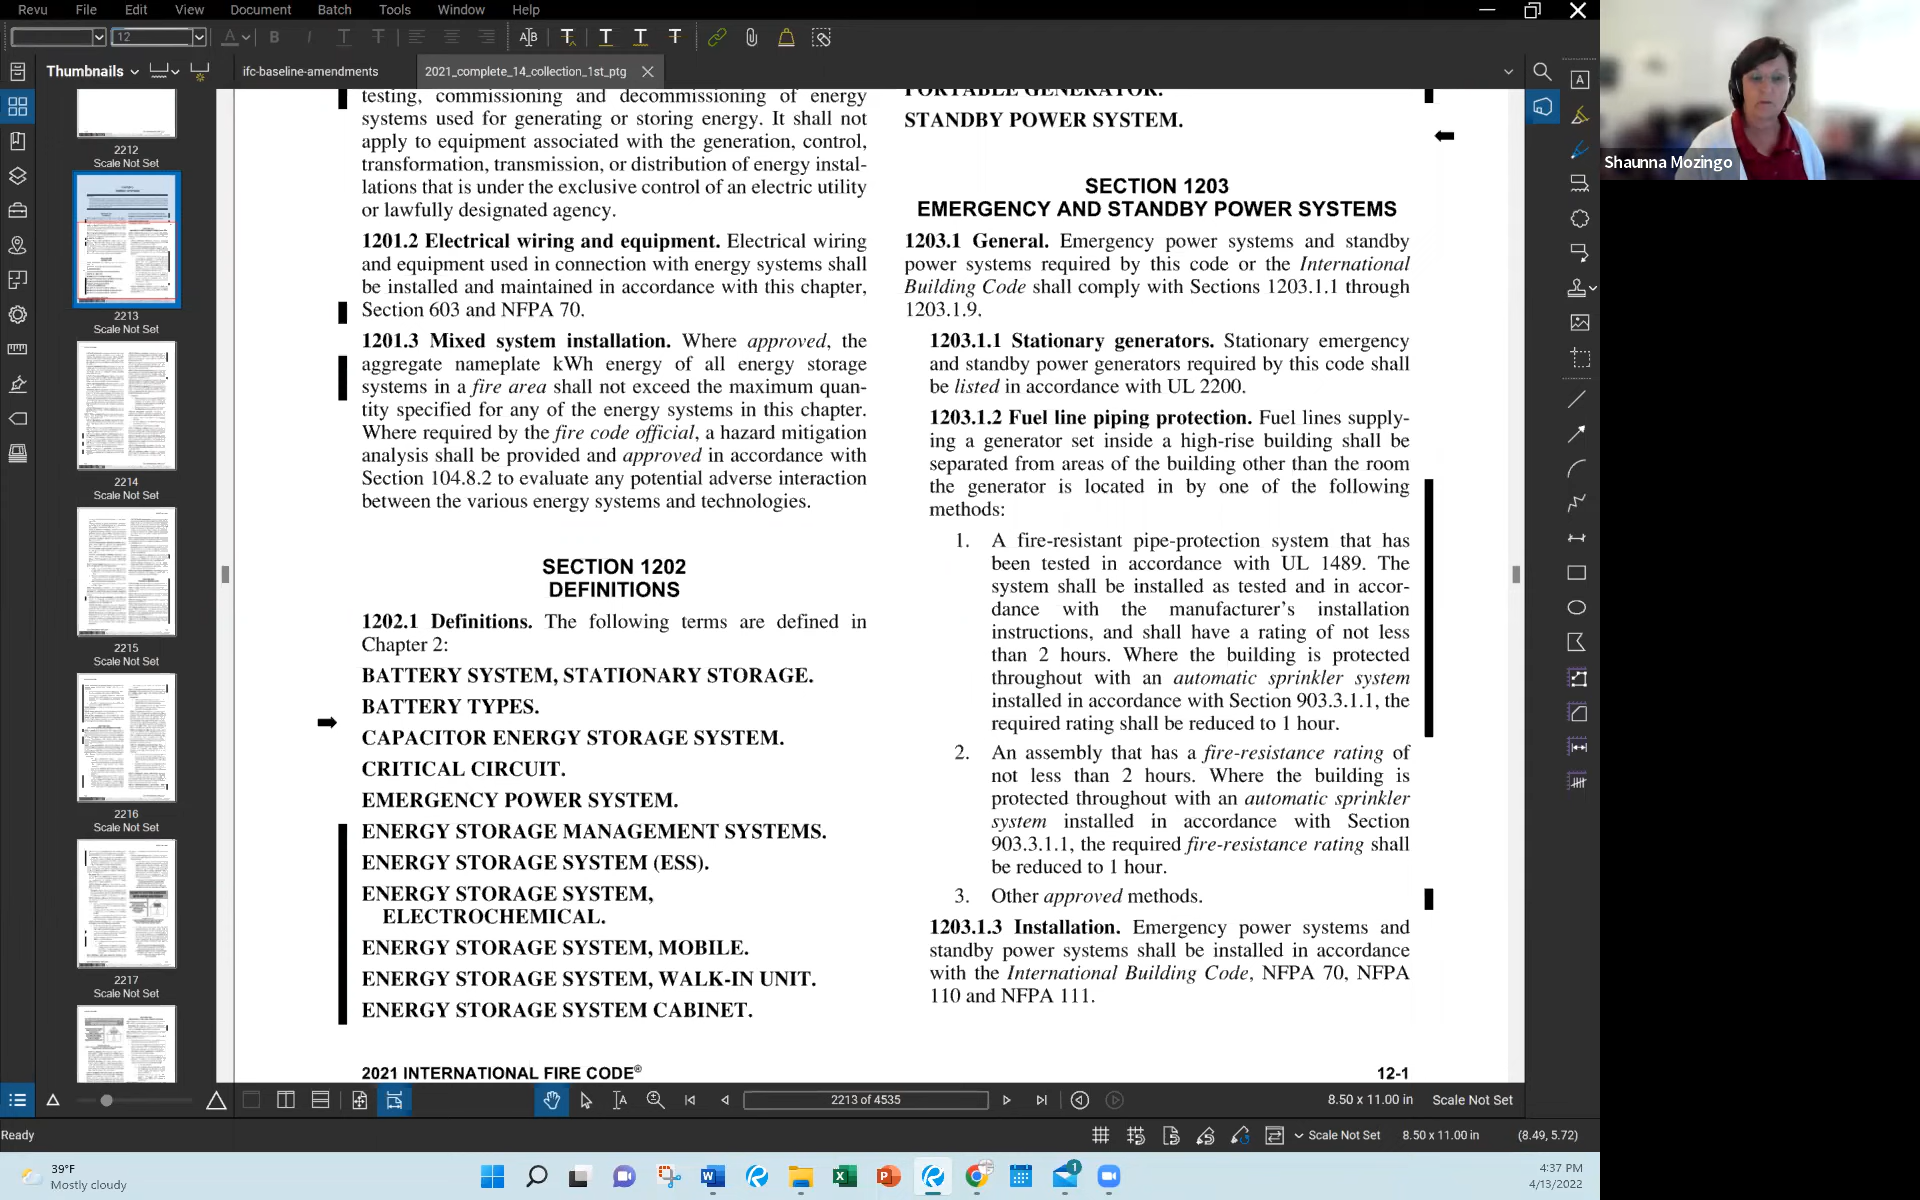 Revu File Edit View Document Batch Tools Window Help
12
Thumbnails
ifc-baseline-amendments
2021_complete_14_collection_1st_ptg
2212
Scale Not Set
2213
Scale Not Set
2214
Scale Not Set
2215
Scale Not Set
2216
Scale Not Set
2217
Scale Not Set
testing, commissioning and decommissioning of energy
systems used for generating or storing energy. It shall not
apply to equipment associated with the generation, control,
transformation, transmission, or distribution of energy instal-
lations that is under the exclusive control of an electric utility
or lawfully designated agency.
1201.2 Electrical wiring and equipment. Electrical wiring
and equipment used in connection with energy systems shall
be installed and maintained in accordance with this chapter,
Section 603 and NFPA 70.
1201.3 Mixed system installation. Where approved, the
aggregate nameplate kWh energy of all energy storage
systems in a fire area shall not exceed the maximum quan-
tity specified for any of the energy systems in this chapter.
Where required by the fire code official, a hazard mitigation
analysis shall be provided and approved in accordance with
Section 104.8.2 to evaluate any potential adverse interaction
between the various energy systems and technologies.
SECTION 1202
DEFINITIONS
1202.1 Definitions. The following terms are defined in
Chapter 2:
BATTERY SYSTEM, STATIONARY STORAGE.
BATTERY TYPES.
CAPACITOR ENERGY STORAGE SYSTEM.
CRITICAL CIRCUIT.
EMERGENCY POWER SYSTEM.
ENERGY STORAGE MANAGEMENT SYSTEMS.
ENERGY STORAGE SYSTEM (ESS).
ENERGY STORAGE SYSTEM,
ELECTROCHEMICAL.
ENERGY STORAGE SYSTEM, MOBILE.
ENERGY STORAGE SYSTEM, WALK-IN UNIT.
ENERGY STORAGE SYSTEM CABINET.
2021 INTERNATIONAL FIRE CODE®
PORTABLE GENERATOR.
STANDBY POWER SYSTEM.
SECTION 1203
EMERGENCY AND STANDBY POWER SYSTEMS
1203.1 General. Emergency power systems and standby
power systems required by this code or the International
Building Code shall comply with Sections 1203.1.1 through
1203.1.9.
1203.1.1 Stationary generators. Stationary emergency
and standby power generators required by this code shall
be listed in accordance with UL 2200.
1203.1.2 Fuel line piping protection. Fuel lines supply-
ing a generator set inside a high-rise building shall be
separated from areas of the building other than the room
the generator is located in by one of the following
methods:
1. A fire-resistant pipe-protection system that has
been tested in accordance with UL 1489. The
system shall be installed as tested and in accor-
dance with the manufacturer's installation
instructions, and shall have a rating of not less
than 2 hours. Where the building is protected
throughout with an automatic sprinkler system
installed in accordance with Section 903.3.1.1, the
required rating shall be reduced to 1 hour.
2. An assembly that has a fire-resistance rating of
not less than 2 hours. Where the building is
protected throughout with an automatic sprinkler
system installed in accordance with Section
903.3.1.1, the required fire-resistance rating shall
be reduced to 1 hour.
3. Other approved methods.
1203.1.3 Installation. Emergency power systems and
standby power systems shall be installed in accordance
with the International Building Code, NFPA 70, NFPA
110 and NFPA 111.
12-1
Shaunna Mozingo
2213 of 4535
8.50 x 11.00 in Scale Not Set
Ready
Scale Not Set 8.50 x 11.00 in (8.49, 5.72)
39°F
Mostly cloudy
1
4:37 PM
4/13/2022